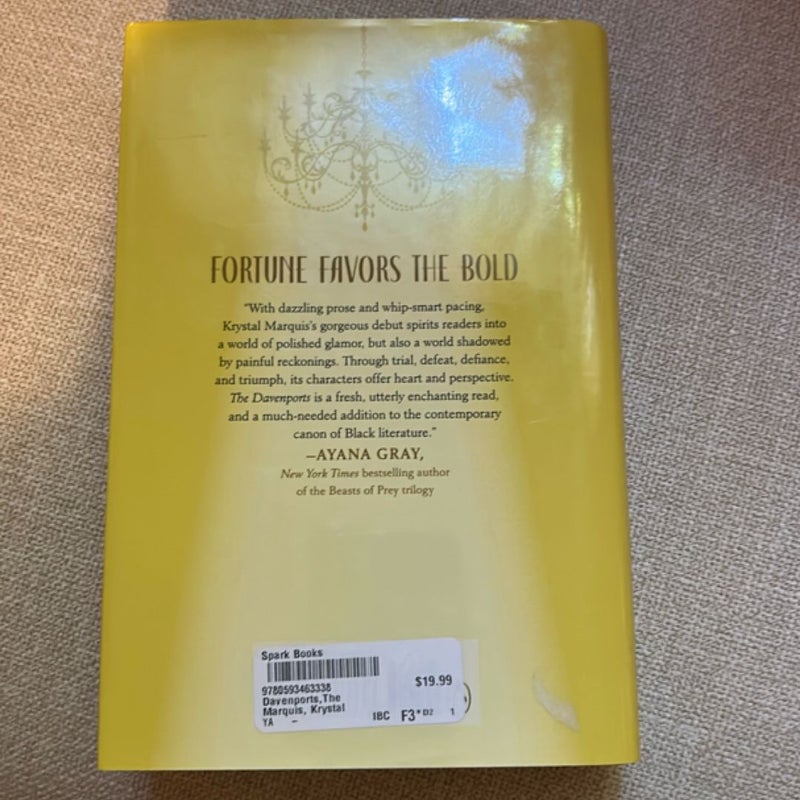 FORTUNE FAVORS THE BOLD
"With dazzling prose and whip-smart pacing,
Krystal Marquis's gorgeous debut spirits readers into
a world of polished glamor, but also a world shadowed
by painful reckonings. Through trial, defeat, defiance,
and triumph, its characters offer heart and perspective.
The Davenports is a fresh, utterly enchanting read,
and a much-needed addition to the contemporary
canon of Black literature."
—AYANA GRAY,
New York Times bestselling author
of the Beasts of Prey trilogy
Spark Books
9780593463338
$19.99
Davenports,The
Marquis, Krystal
YA – IBC F3*D2 1